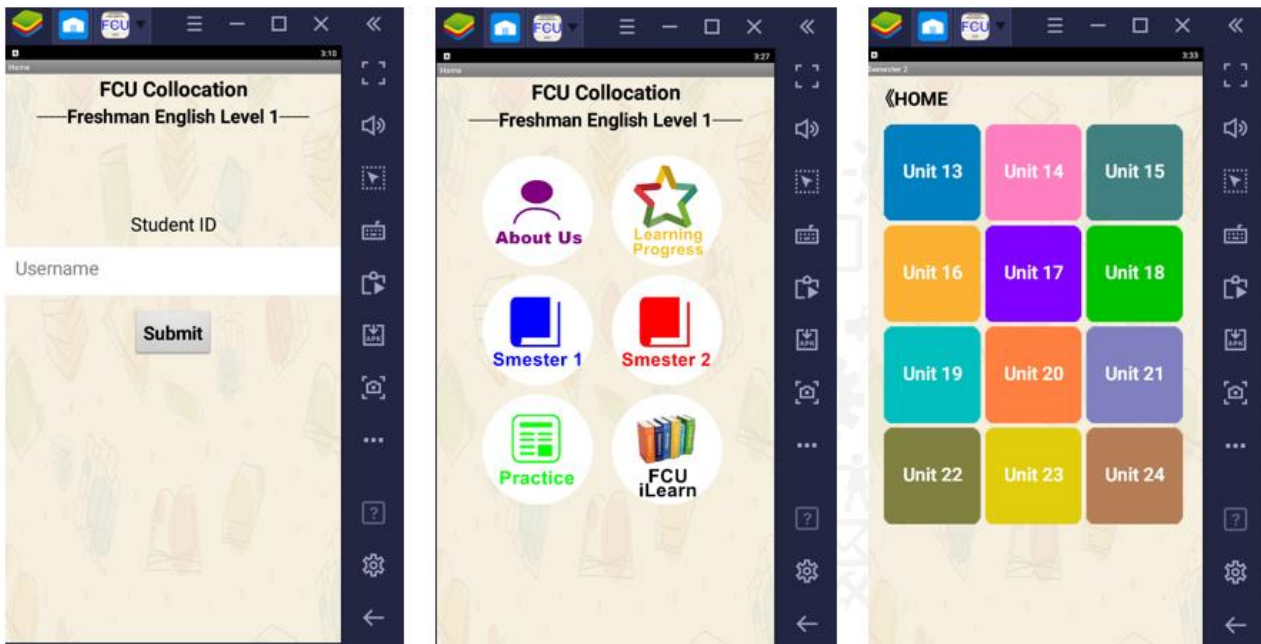 FCU
3:10
Home
FCU Collocation
Freshman English Level 1
Student ID
Username
Submit
APK
?
FCU
3:27
Home
FCU Collocation
Freshman English Level 1
About Us
Learning
Progress
Smester 1
Smester 2
Practice
FCU
iLearn
APK
?
FCU
3:33
Semester 2
《HOME
Unit 13
Unit 14
Unit 15
Unit 16
Unit 17
Unit 18
Unit 19
Unit 20
Unit 21
Unit 22
Unit 23
Unit 24
APK
?